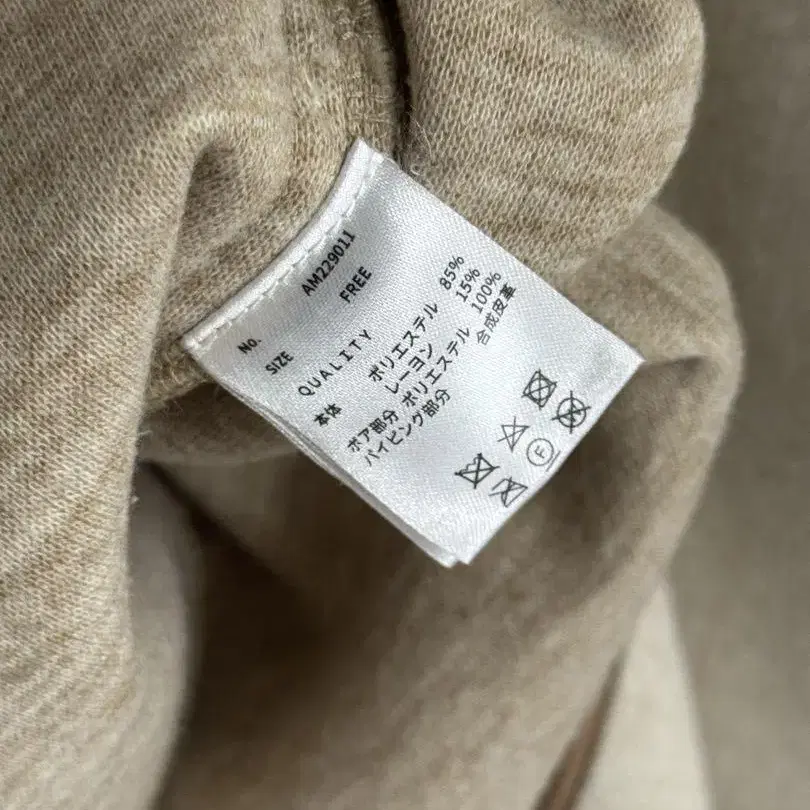 No. AM229011
SIZE FREE
QUALITY
本体 ポリエステル 85%
レーヨン 15%
ボア部分 ポリエステル 100%
パイピング部分 合成皮革
F